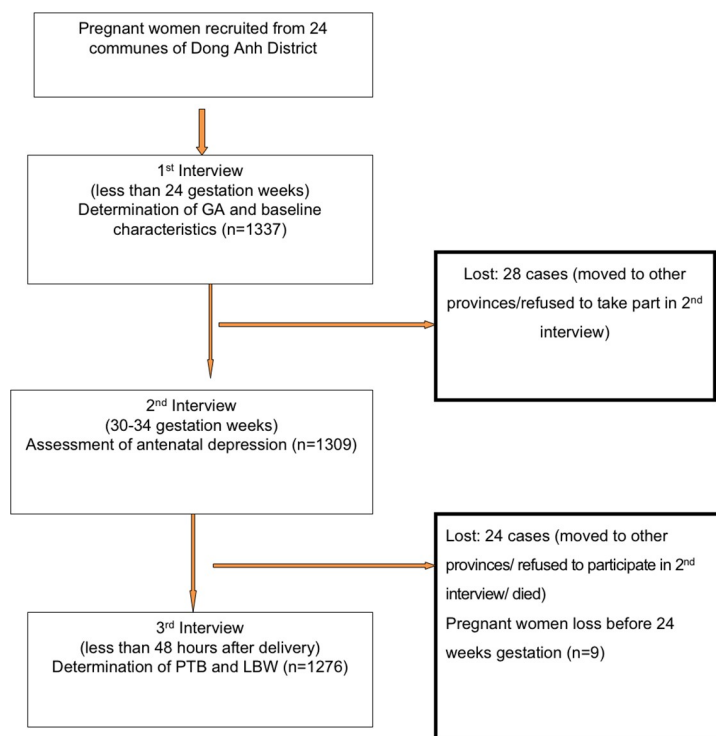 Pregnant women recruited from 24
communes of Dong Anh District
1st Interview
(less than 24 gestation weeks)
Determination of GA and baseline
characteristics (n=1337)
Lost: 28 cases (moved to other
provinces/refused to take part in 2nd
interview)
2nd Interview
(30-34 gestation weeks)
Assessment of antenatal depression (n=1309)
Lost: 24 cases (moved to other
provinces/ refused to participate in 2nd
interview/ died)
Pregnant women loss before 24
weeks gestation (n=9)
3rd Interview
(less than 48 hours after delivery)
Determination of PTB and LBW (n=1276)